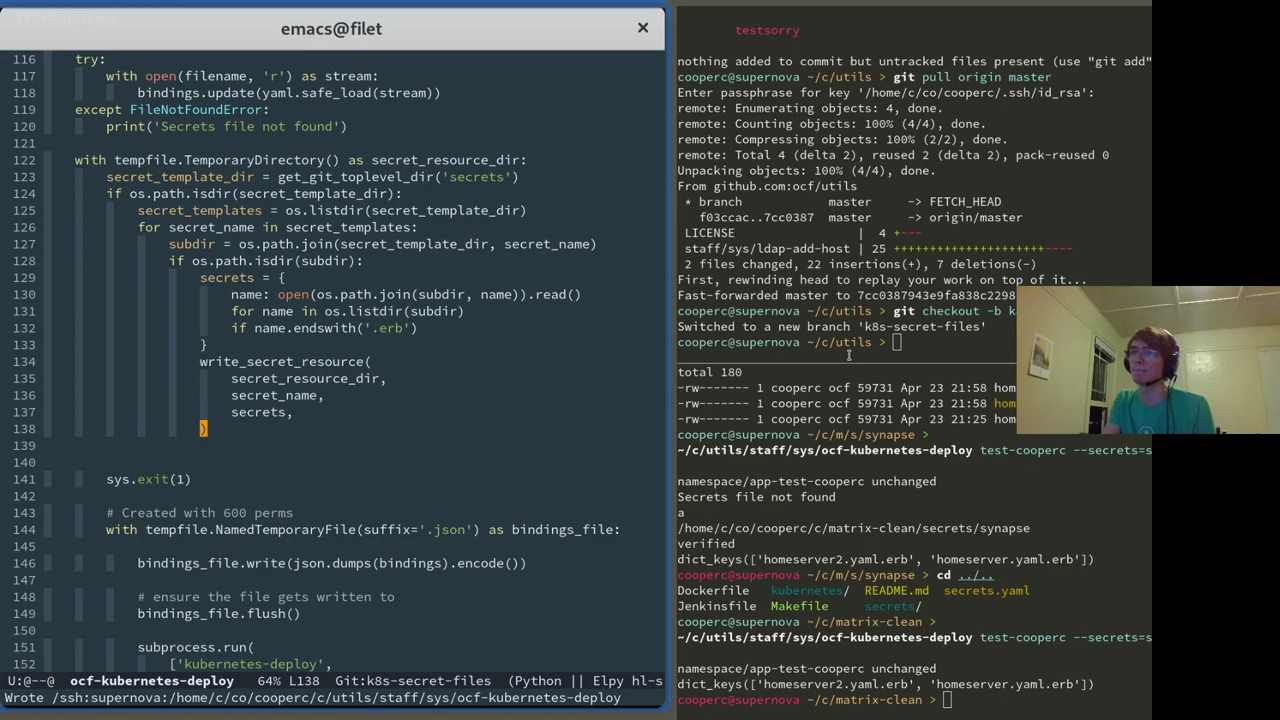 emacs@filet
116 try:
117 with open(filename, 'r') as stream:
118 bindings.update(yaml.safe_load(stream))
119 except FileNotFoundError:
120 print('Secrets file not found')
121
122 with tempfile.TemporaryDirectory() as secret_resource_dir:
123 secret_template_dir = get_git_toplevel_dir('secrets')
124 if os.path.isdir(secret_template_dir):
125 secret_templates = os.listdir(secret_template_dir)
126 for secret_name in secret_templates:
127 subdir = os.path.join(secret_template_dir, secret_name)
128 if os.path.isdir(subdir):
129 secrets = {
130 name: open(os.path.join(subdir, name)).read()
131 for name in os.listdir(subdir)
132 if name.endswith('.erb')
133 }
134 write_secret_resource(
135 secret_resource_dir,
136 secret_name,
137 secrets,
138 )
139
140
141 sys.exit(1)
142
143 # Created with 600 perms
144 with tempfile.NamedTemporaryFile(suffix='.json') as bindings_file:
145
146 bindings_file.write(json.dumps(bindings).encode())
147
148 # ensure the file gets written to
149 bindings_file.flush()
150
151 subprocess.run(
152 ['kubernetes-deploy',
U:@--@ ocf-kubernetes-deploy 64% L138 Git:k8s-secret-files (Python || Elpy hl-s
Wrote /ssh:supernova:/home/c/co/cooperc/c/utils/staff/sys/ocf-kubernetes-deploy
testsorry
nothing added to commit but untracked files present (use "git add"
cooperc@supernova ~/c/utils > git pull origin master
Enter passphrase for key '/home/c/co/cooperc/.ssh/id_rsa':
remote: Enumerating objects: 4, done.
remote: Counting objects: 100% (4/4), done.
remote: Compressing objects: 100% (2/2), done.
remote: Total 4 (delta 2), reused 2 (delta 2), pack-reused 0
Unpacking objects: 100% (4/4), done.
From github.com:ocf/utils
* branch master -> FETCH_HEAD
f03ccac..7cc0387 master -> origin/master
LICENSE | 4 +---
staff/sys/ldap-add-host | 25 +++++++++++++++++++++----
2 files changed, 22 insertions(+), 7 deletions(-)
First, rewinding head to replay your work on top of it...
Fast-forwarded master to 7cc0387943e9fa838c2298
cooperc@supernova ~/c/utils > git checkout -b k
Switched to a new branch 'k8s-secret-files'
cooperc@supernova ~/c/utils >
total 180
-rw------- 1 cooperc ocf 59731 Apr 23 21:58 hom
-rw------- 1 cooperc ocf 59731 Apr 23 21:58 hom
-rw------- 1 cooperc ocf 59731 Apr 23 21:25 hom
cooperc@supernova ~/c/m/s/synapse >
~/c/utils/staff/sys/ocf-kubernetes-deploy test-cooperc --secrets=s
namespace/app-test-cooperc unchanged
Secrets file not found
a
/home/c/co/cooperc/c/matrix-clean/secrets/synapse
verified
dict_keys(['homeserver2.yaml.erb', 'homeserver.yaml.erb'])
cooperc@supernova ~/c/m/s/synapse > cd ../..
Dockerfile kubernetes/ README.md secrets.yaml
Jenkinsfile Makefile secrets/
cooperc@supernova ~/c/matrix-clean >
~/c/utils/staff/sys/ocf-kubernetes-deploy test-cooperc --secrets=s
namespace/app-test-cooperc unchanged
dict_keys(['homeserver2.yaml.erb', 'homeserver.yaml.erb'])
cooperc@supernova ~/c/matrix-clean >